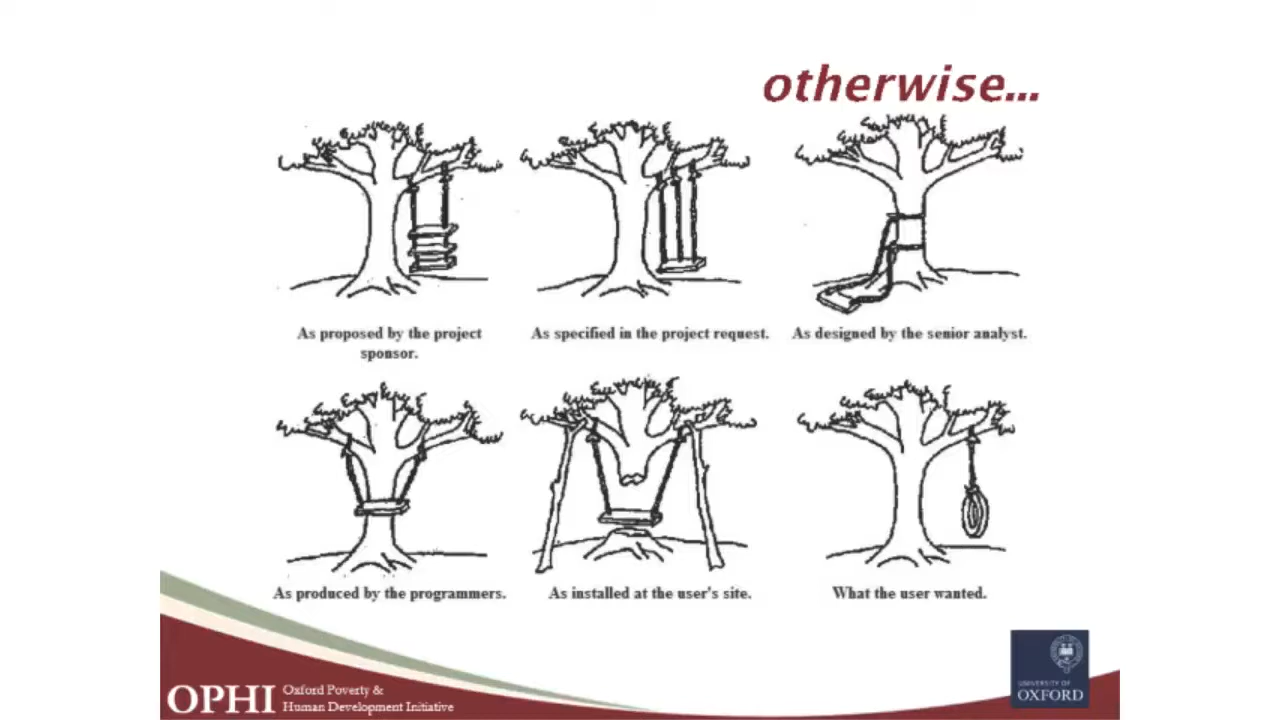 otherwise...
As proposed by the project
sponsor.
As specified in the project request.
As designed by the senior analyst.
As produced by the programmers.
As installed at the user's site.
What the user wanted.
OPHI
Oxford Poverty &
Human Development Initiative
UNIVERSITY OF
OXFORD